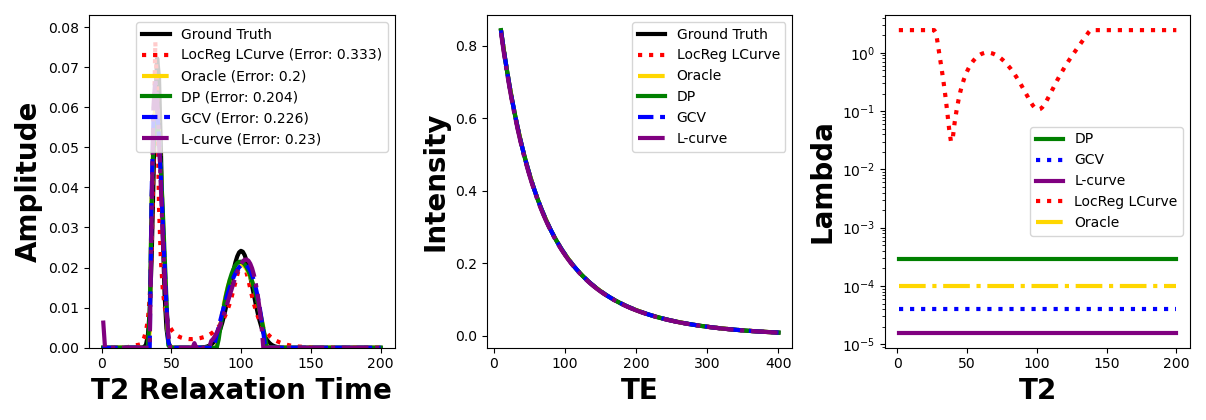 0.08
0.07
0.06
0.05
0.04
0.03
0.02
0.01
0.00
Amplitude
0
50
100
150
200
T2 Relaxation Time
Ground Truth
LocReg LCurve (Error: 0.333)
Oracle (Error: 0.2)
DP (Error: 0.204)
GCV (Error: 0.226)
L-curve (Error: 0.23)
0.8
0.6
0.4
0.2
0.0
Intensity
0
100
200
300
400
TE
Ground Truth
LocReg LCurve
Oracle
DP
GCV
L-curve
10⁰
10⁻¹
10⁻²
10⁻³
10⁻⁴
10⁻⁵
Lambda
0
50
100
150
200
T2
DP
GCV
L-curve
LocReg LCurve
Oracle